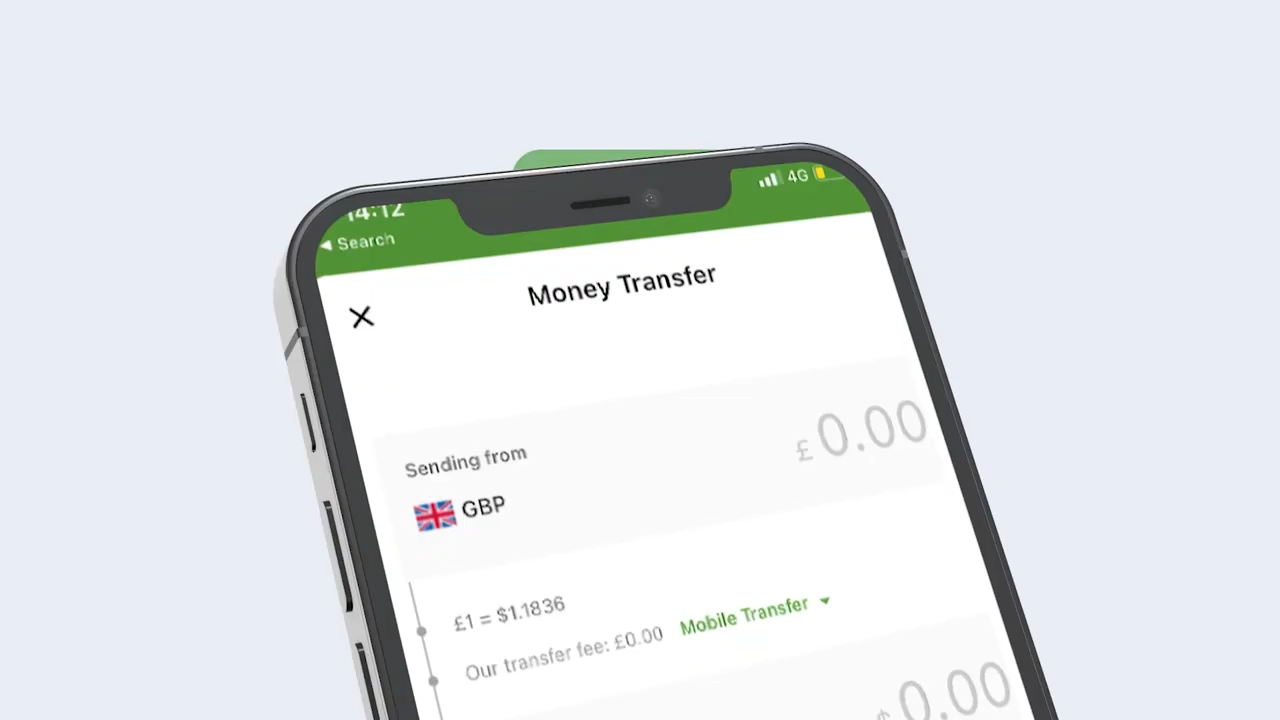 14:12
4G
◀ Search
Money Transfer
Sending from
£0.00
GBP
£1 = $1.1836
Our transfer fee: £0.00 Mobile Transfer
$0.00